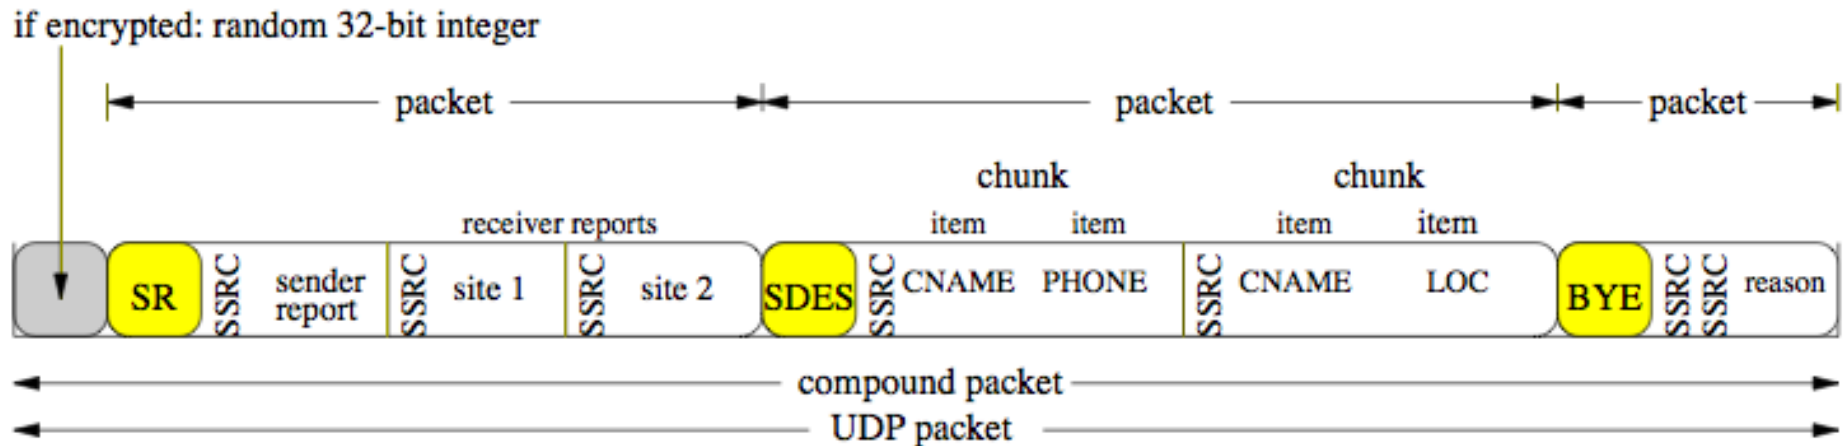 if encrypted: random 32-bit integer
packet packet packet
chunk chunk
receiver reports item item item item
SR SSRC sender report SSRC site 1 SSRC site 2 SDES SSRC CNAME PHONE SSRC CNAME LOC BYE SSRC SSRC reason
compound packet
UDP packet